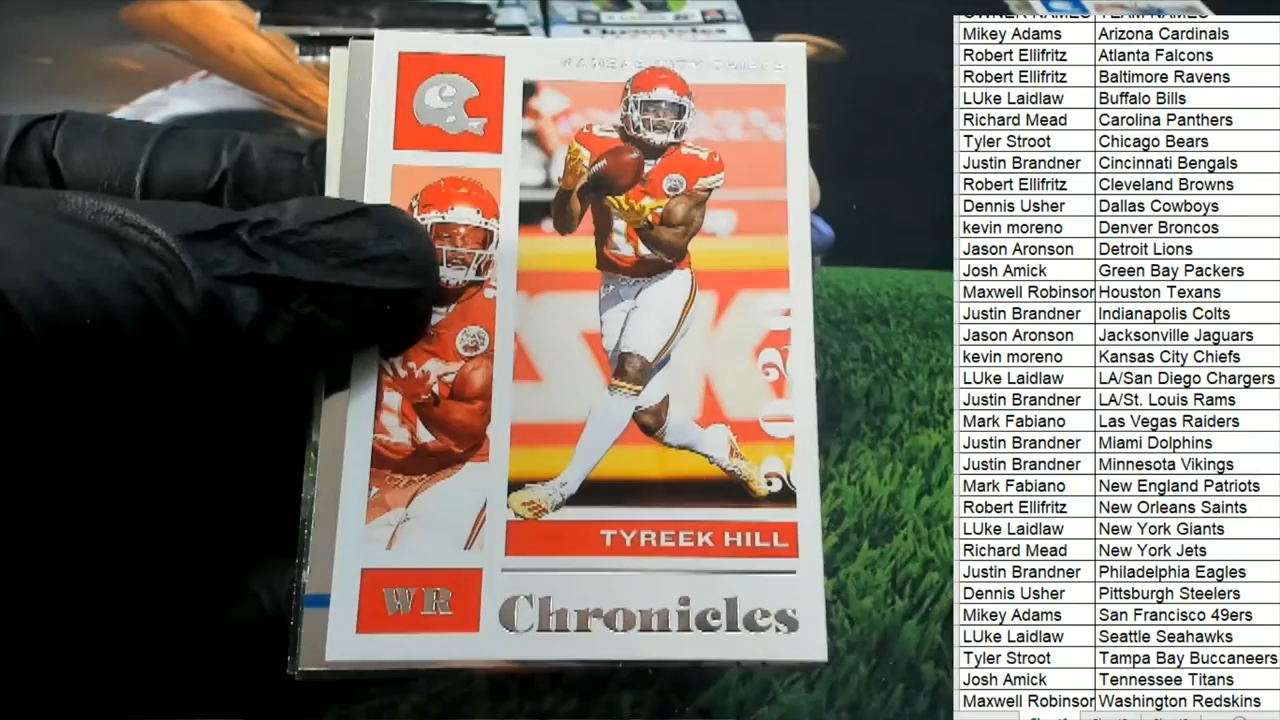 Chronicles
KANSAS CITY CHIEFS
2021
TYREEK HILL
WR
Chronicles
OWNER NAMES TEAM NAMES
Mikey Adams Arizona Cardinals
Robert Ellifritz Atlanta Falcons
Robert Ellifritz Baltimore Ravens
LUke Laidlaw Buffalo Bills
Richard Mead Carolina Panthers
Tyler Stroot Chicago Bears
Justin Brandner Cincinnati Bengals
Robert Ellifritz Cleveland Browns
Dennis Usher Dallas Cowboys
kevin moreno Denver Broncos
Jason Aronson Detroit Lions
Josh Amick Green Bay Packers
Maxwell Robinson Houston Texans
Justin Brandner Indianapolis Colts
Jason Aronson Jacksonville Jaguars
kevin moreno Kansas City Chiefs
LUke Laidlaw LA/San Diego Chargers
Justin Brandner LA/St. Louis Rams
Mark Fabiano Las Vegas Raiders
Justin Brandner Miami Dolphins
Justin Brandner Minnesota Vikings
Mark Fabiano New England Patriots
Robert Ellifritz New Orleans Saints
LUke Laidlaw New York Giants
Richard Mead New York Jets
Justin Brandner Philadelphia Eagles
Dennis Usher Pittsburgh Steelers
Mikey Adams San Francisco 49ers
LUke Laidlaw Seattle Seahawks
Tyler Stroot Tampa Bay Buccaneers
Josh Amick Tennessee Titans
Maxwell Robinson Washington Redskins